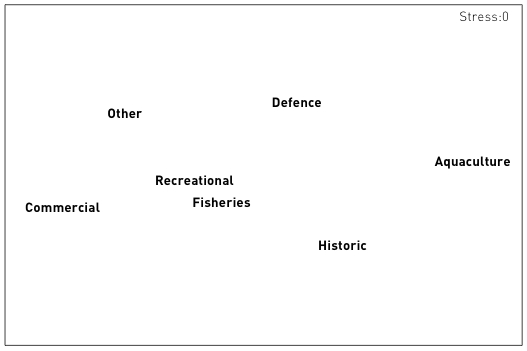 Stress:0
Defence
Other
Aquaculture
Recreational
Fisheries
Commercial
Historic